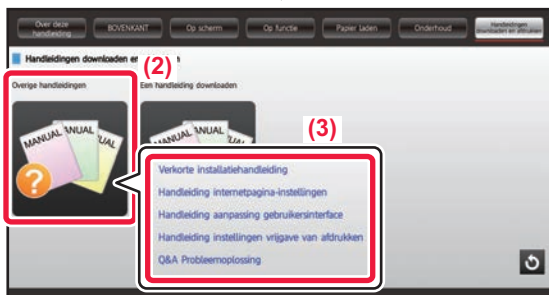 Over deze
handleiding
BOVENKANT
Op scherm
Op functie
Papier laden
Onderhoud
Handleidingen
downloaden en afdrukken
Handleidingen downloaden en
(2)
Overige handleidingen
Een handleiding downloaden
MANUAL
MANUAL
(3)
Verkorte installatiehandleiding
Handleiding internetpagina-instellingen
Handleiding aanpassing gebruikersinterface
Handleiding instellingen vrijgave van afdrukken
Q&A Probleemoplossing